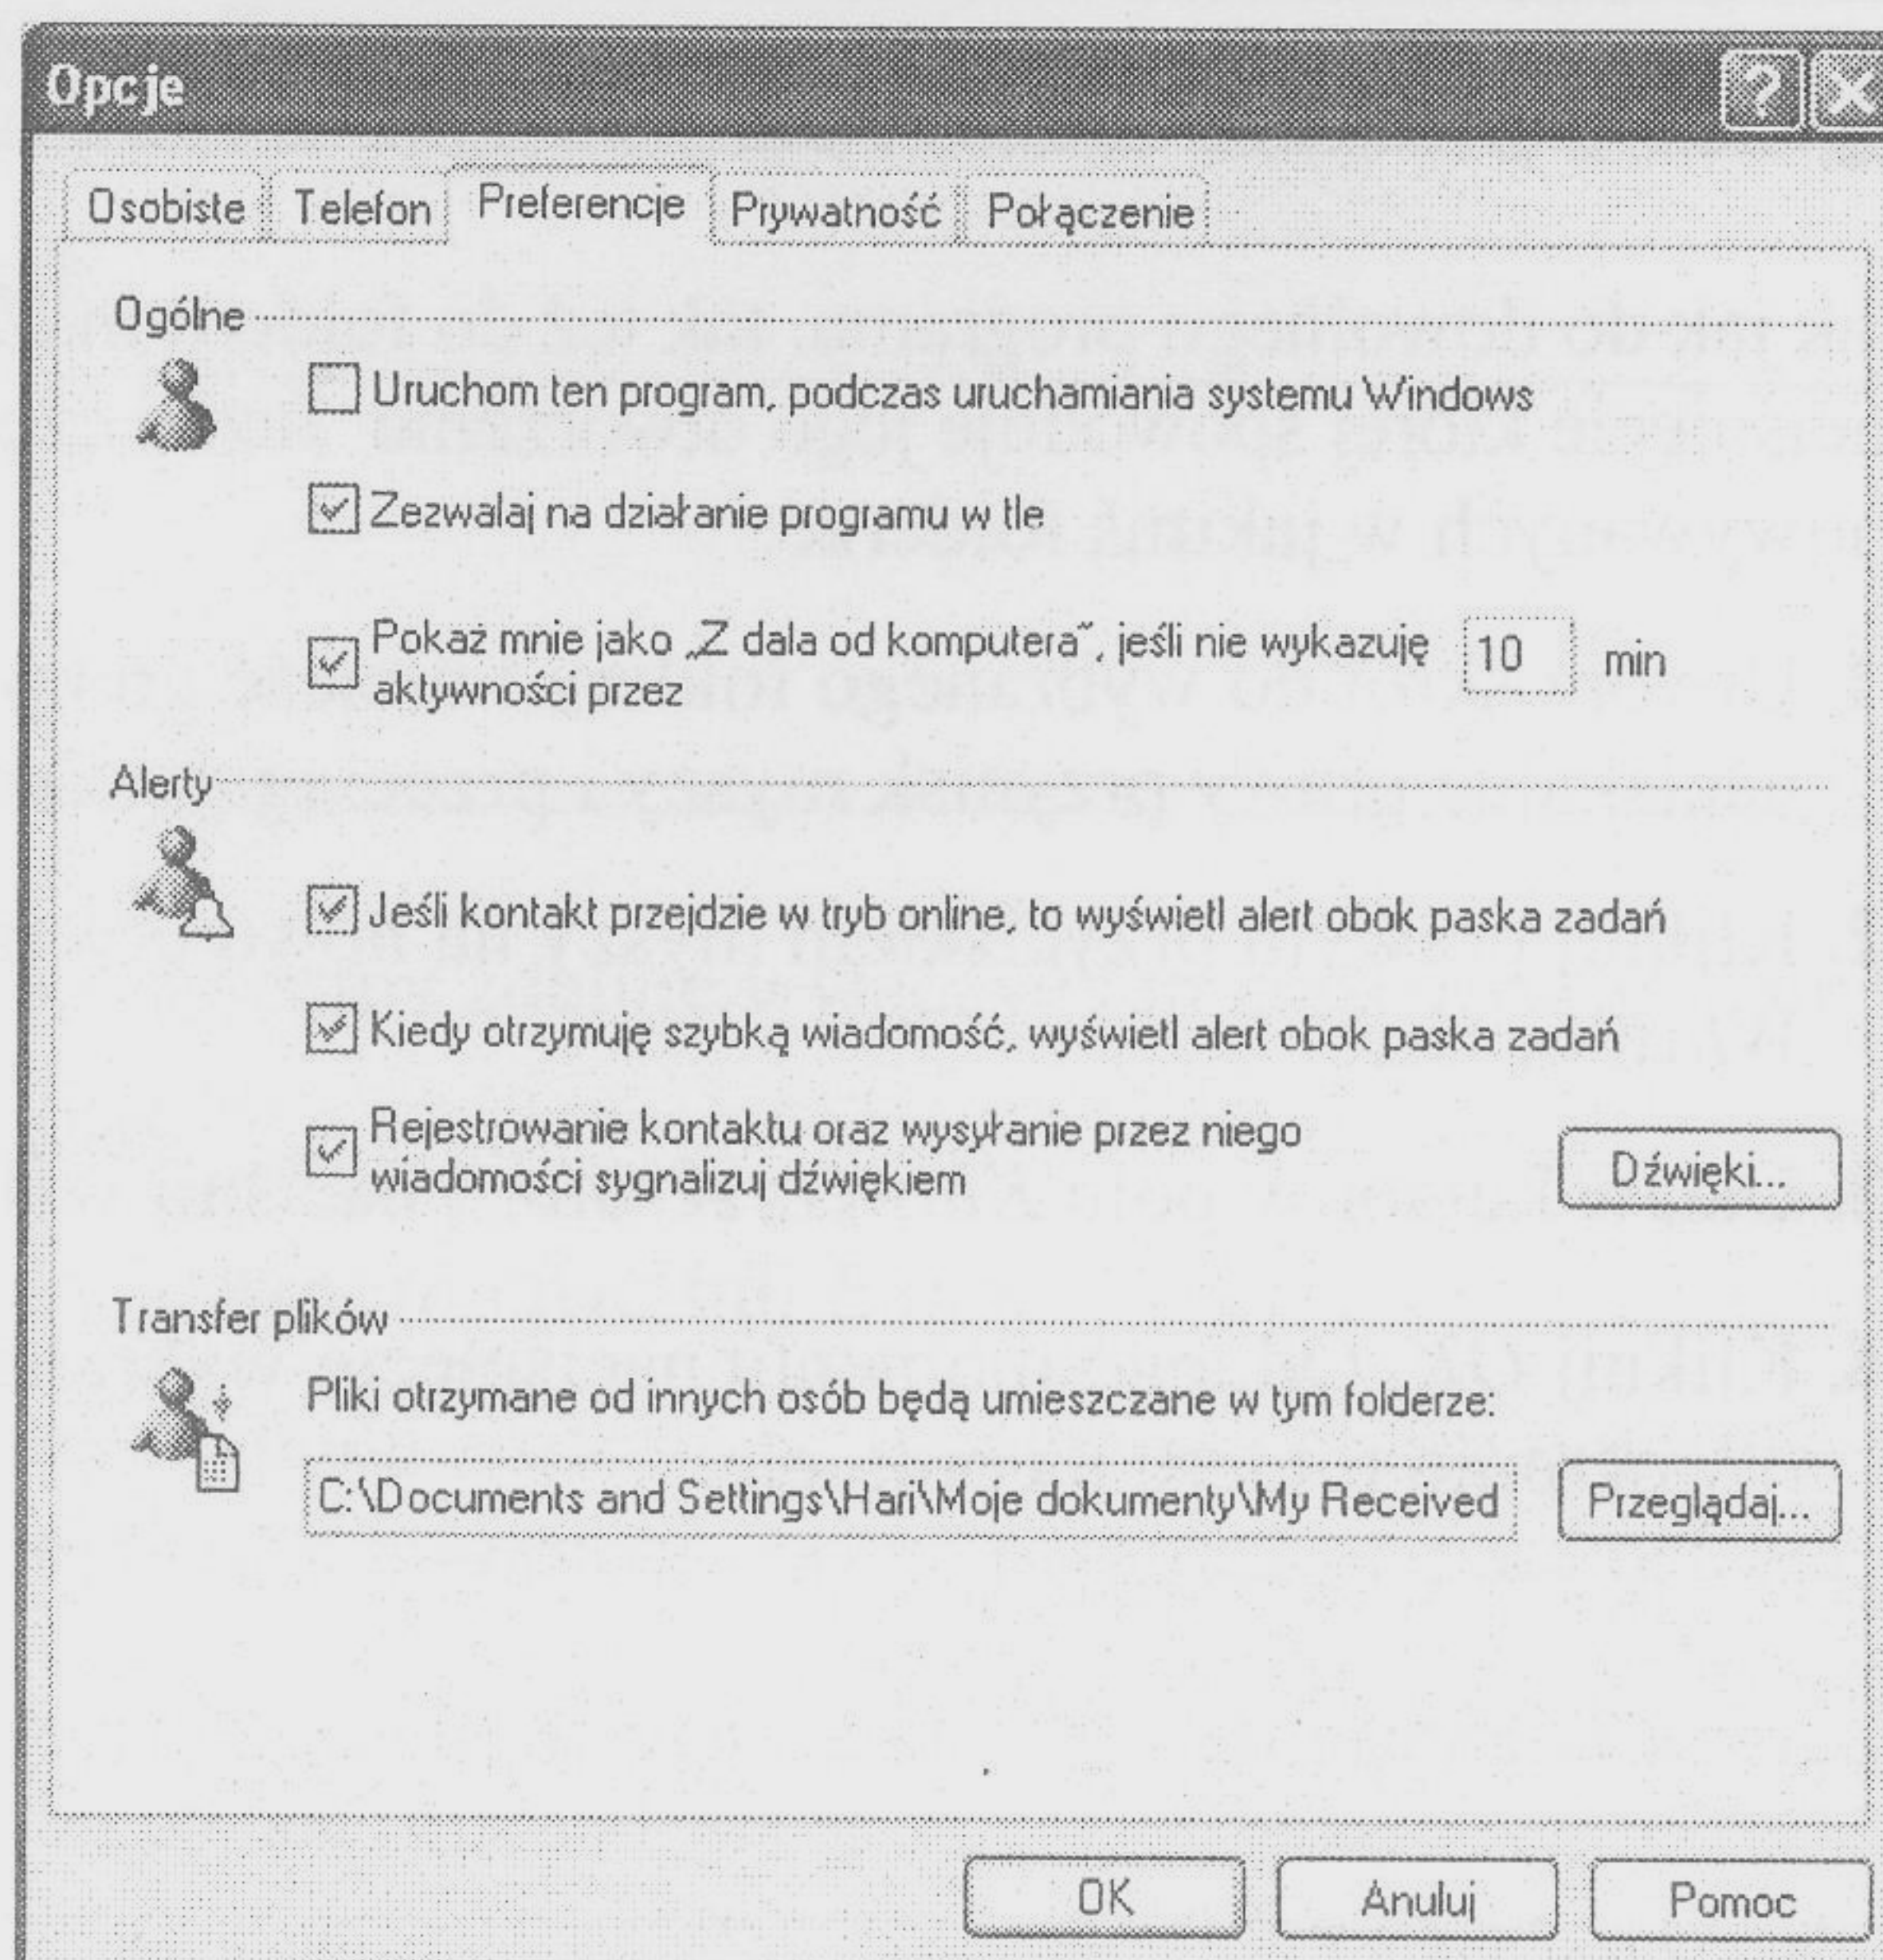 Opcje
Osobiste Telefon Preferencje Prywatność Połączenie
Ogólne
Uruchom ten program, podczas uruchamiania systemu Windows
Zezwalaj na działanie programu w tle
Pokaż mnie jako „Z dala od komputera”, jeśli nie wykazuję 10 min
aktywności przez
Alerty
Jeśli kontakt przejdzie w tryb online, to wyświetl alert obok paska zadań
Kiedy otrzymuję szybką wiadomość, wyświetl alert obok paska zadań
Rejestrowanie kontaktu oraz wysyłanie przez niego
wiadomości sygnalizuj dźwiękiem
Dźwięki...
Transfer plików
Pliki otrzymane od innych osób będą umieszczane w tym folderze:
C:\Documents and Settings\Hari\Moje dokumenty\My Received Przeglądaj...
OK Anuluj Pomoc